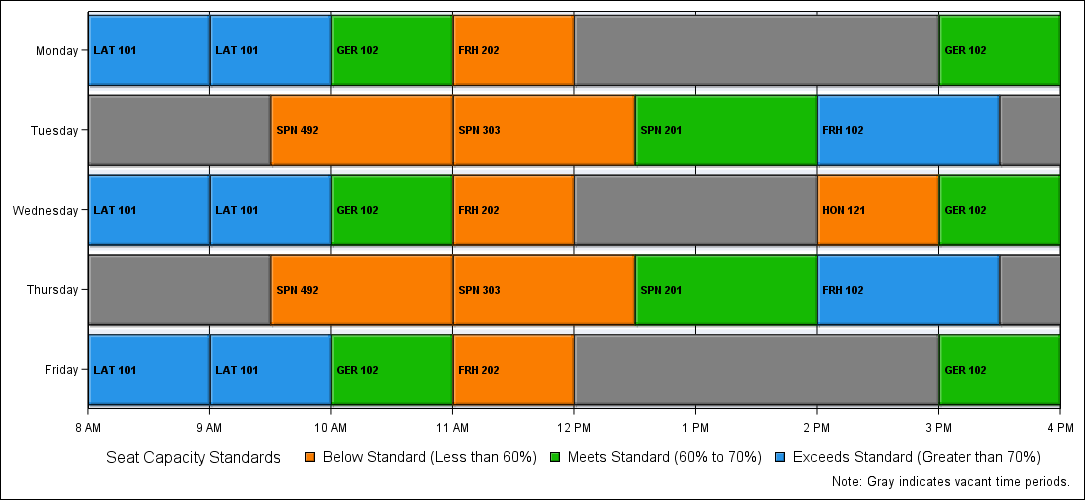 Monday LAT 101 LAT 101 GER 102 FRH 202 GER 102
Tuesday SPN 492 SPN 303 SPN 201 FRH 102
Wednesday LAT 101 LAT 101 GER 102 FRH 202 HON 121 GER 102
Thursday SPN 492 SPN 303 SPN 201 FRH 102
Friday LAT 101 LAT 101 GER 102 FRH 202 GER 102
8 AM 9 AM 10 AM 11 AM 12 PM 1 PM 2 PM 3 PM 4 PM
Seat Capacity Standards Below Standard (Less than 60%) Meets Standard (60% to 70%) Exceeds Standard (Greater than 70%)
Note: Gray indicates vacant time periods.